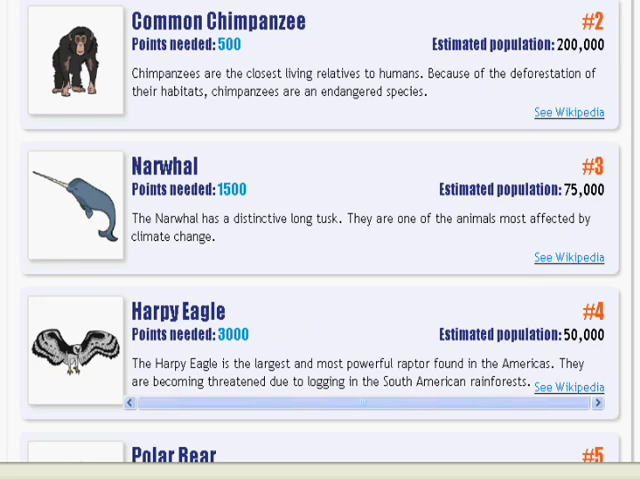 Common Chimpanzee #2
Points needed: 500 Estimated population: 200,000
Chimpanzees are the closest living relatives to humans. Because of the deforestation of
their habitats, chimpanzees are an endangered species.
See Wikipedia
Narwhal #3
Points needed: 1500 Estimated population: 75,000
The Narwhal has a distinctive long tusk. They are one of the animals most affected by
climate change.
See Wikipedia
Harpy Eagle #4
Points needed: 3000 Estimated population: 50,000
The Harpy Eagle is the largest and most powerful raptor found in the Americas. They
are becoming threatened due to logging in the South American rainforests. See Wikipedia
Polar Bear #5